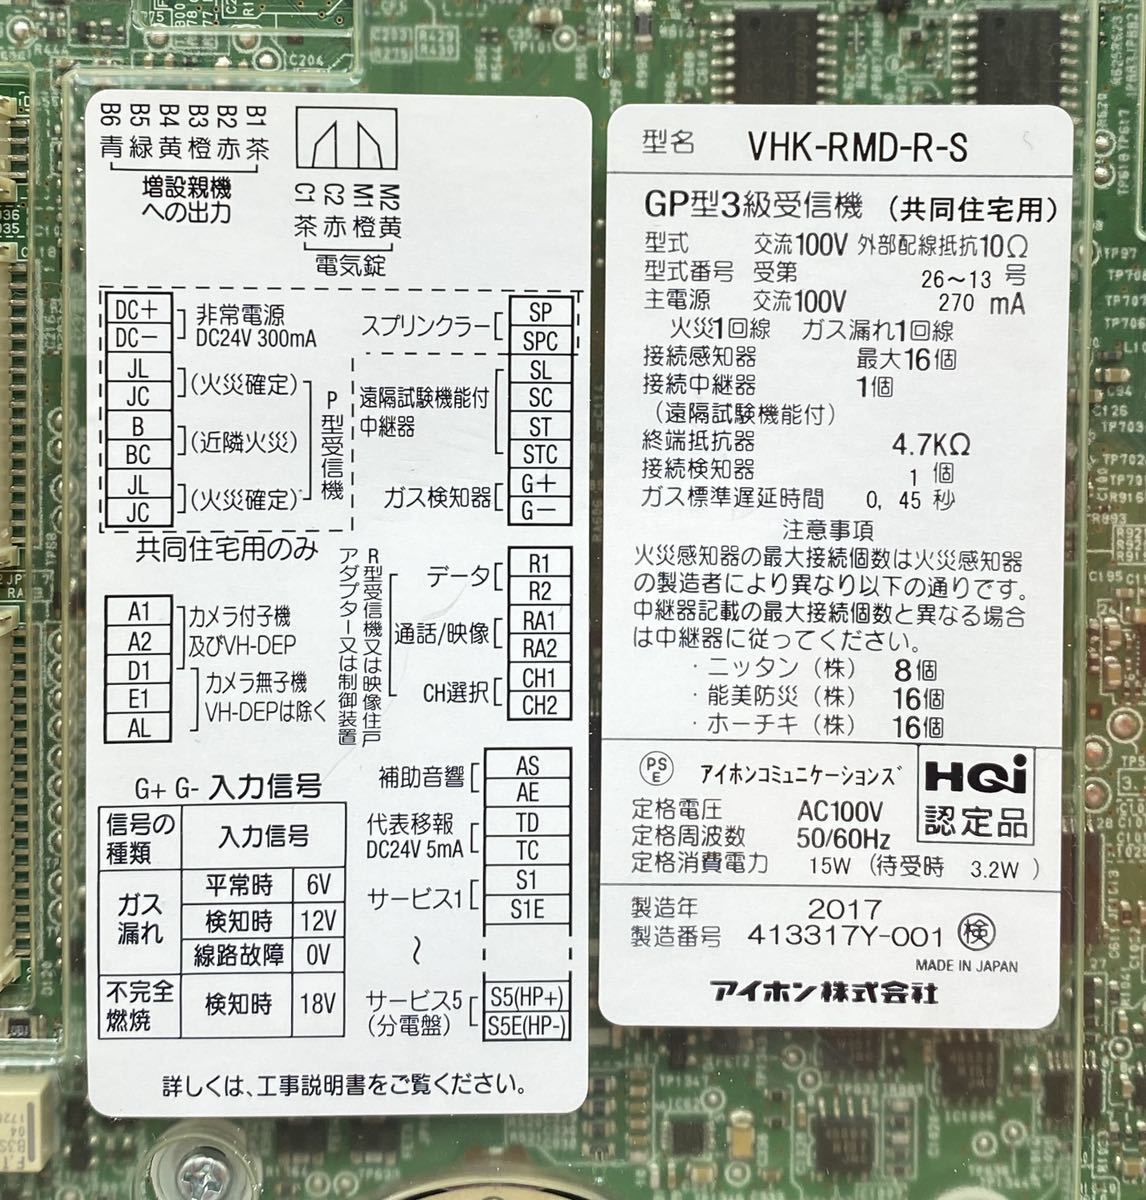 B6 B5 B4 B3 B2 B1
青 緑 黄 橙 赤 茶
増設親機
への出力
C1 C2 M1 M2
茶 赤 橙 黄
電気錠
DC+
DC−
非常電源
DC24V 300mA
JL
JC
(火災確定)
B
BC
(近隣火災)
JL
JC
(火災確定)
P型受信機
共同住宅用のみ
スプリンクラー
SP
SPC
遠隔試験機能付
中継器
SL
SC
ST
STC
ガス検知器
G+
G−
A1
A2
D1
E1
AL
カメラ付子機
及びVH-DEP
カメラ無子機
VH-DEPは除く
R型受信機又は映像住戸
アダプター又は制御装置
データ
R1
R2
通話/映像
RA1
RA2
CH選択
CH1
CH2
G+ G- 入力信号
信号の
種類
入力信号
ガス
漏れ
平常時 6V
検知時 12V
線路故障 0V
不完全
燃焼
検知時 18V
補助音響
AS
AE
代表移報
DC24V 5mA
TD
TC
サービス1
S1
S1E
〜
サービス5
(分電盤)
S5(HP+)
S5E(HP-)
詳しくは、工事説明書をご覧ください。
型名 VHK-RMD-R-S
GP型3級受信機 (共同住宅用)
型式 交流100V 外部配線抵抗10Ω
型式番号 受第 26~13 号
主電源 交流100V 270 mA
火災1回線 ガス漏れ1回線
接続感知器 最大16個
接続中継器 1個
(遠隔試験機能付)
終端抵抗器 4.7KΩ
接続検知器 1 個
ガス標準遅延時間 0, 45 秒
注意事項
火災感知器の最大接続個数は火災感知器
の製造者により異なり以下の通りです。
中継器記載の最大接続個数と異なる場合
は中継器に従ってください。
・ニッタン(株) 8個
・能美防災(株) 16個
・ホーチキ(株) 16個
PSE アイホンコミュニケーションズ
HQi
認定品
定格電圧 AC100V
定格周波数 50/60Hz
定格消費電力 15W (待受時 3.2W)
製造年 2017
製造番号 413317Y-001 検
MADE IN JAPAN
アイホン株式会社